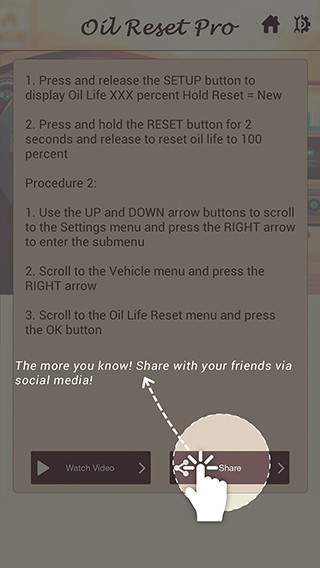 Oil Reset Pro
1. Press and release the SETUP button to
display Oil Life XXX percent Hold Reset = New
2. Press and hold the RESET button for 2
seconds and release to reset oil life to 100
percent
Procedure 2:
1. Use the UP and DOWN arrow buttons to scroll
to the Settings menu and press the RIGHT arrow
to enter the submenu
2. Scroll to the Vehicle menu and press the
RIGHT arrow
3. Scroll to the Oil Life Reset menu and press
the OK button
The more you know! Share with your friends via
social media!
Watch Video
Share